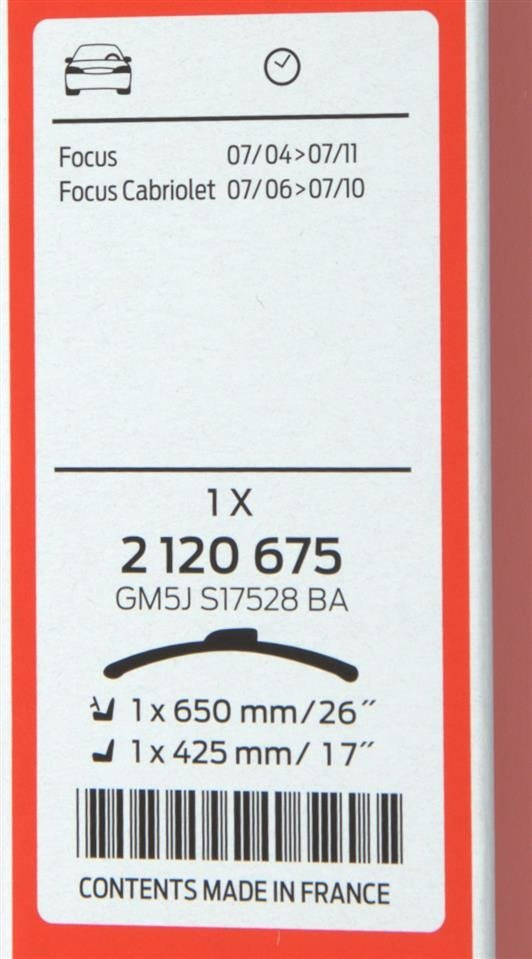 Focus 07/04>07/11
Focus Cabriolet 07/06>07/10
1 X
2 120 675
GM5J S17528 BA
1 x 650 mm/26″
1 x 425 mm/ 17″
CONTENTS MADE IN FRANCE